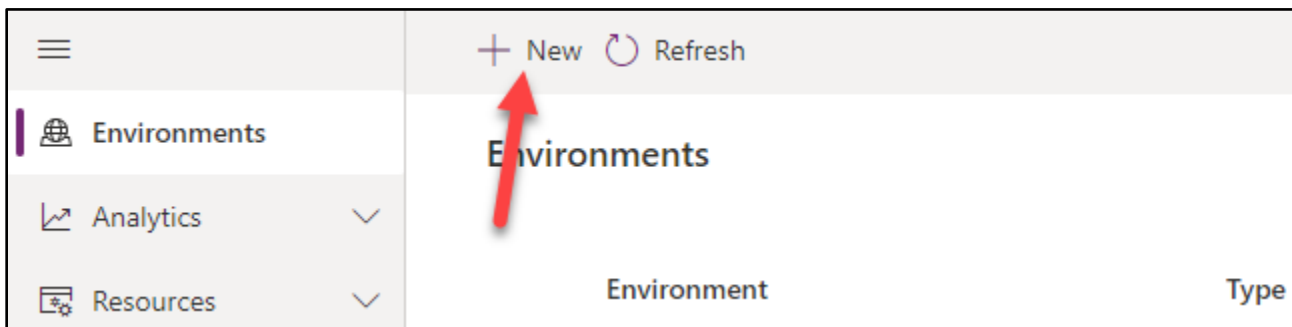 New Refresh
Environments
Environments
Analytics
Resources
Environment Type